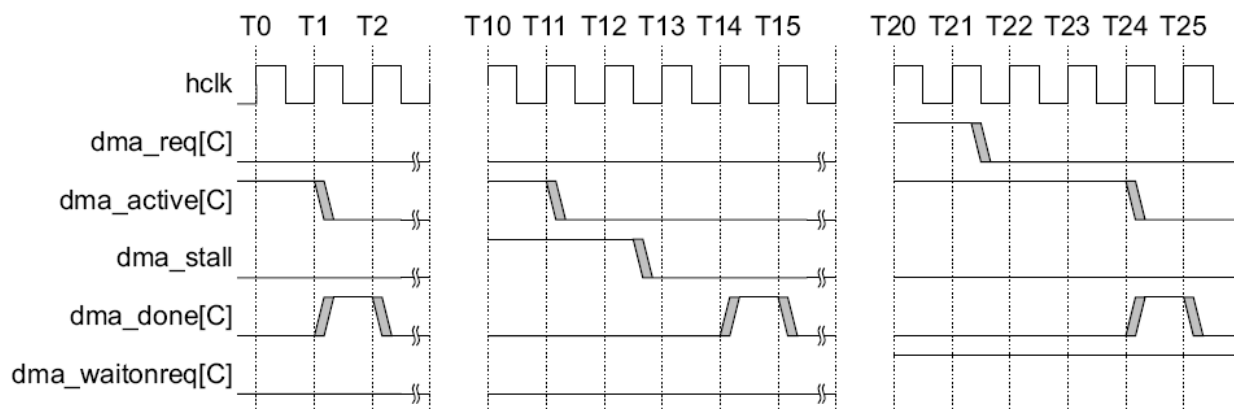 T0 T1 T2 T10 T11 T12 T13 T14 T15 T20 T21 T22 T23 T24 T25
hclk
dma_req[C]
dma_active[C]
dma_stall
dma_done[C]
dma_waitonreq[C]